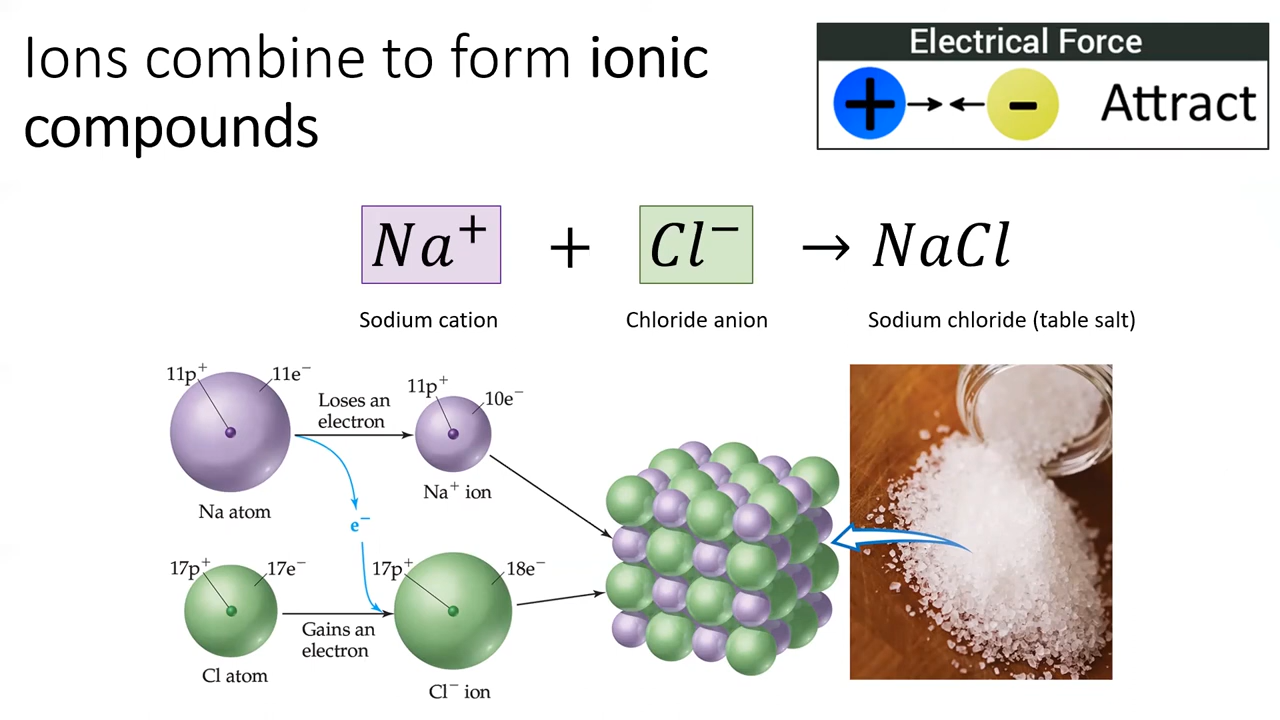 Ions combine to form ionic
compounds
Electrical Force
+ - Attract
Na⁺ + Cl⁻ → NaCl
Sodium cation
Chloride anion
Sodium chloride (table salt)
11p⁺
11e⁻
Loses an
electron
11p⁺
10e⁻
Na atom
Na⁺ ion
e⁻
17p⁺
17e⁻
17p⁺
18e⁻
Gains an
electron
Cl atom
Cl⁻ ion